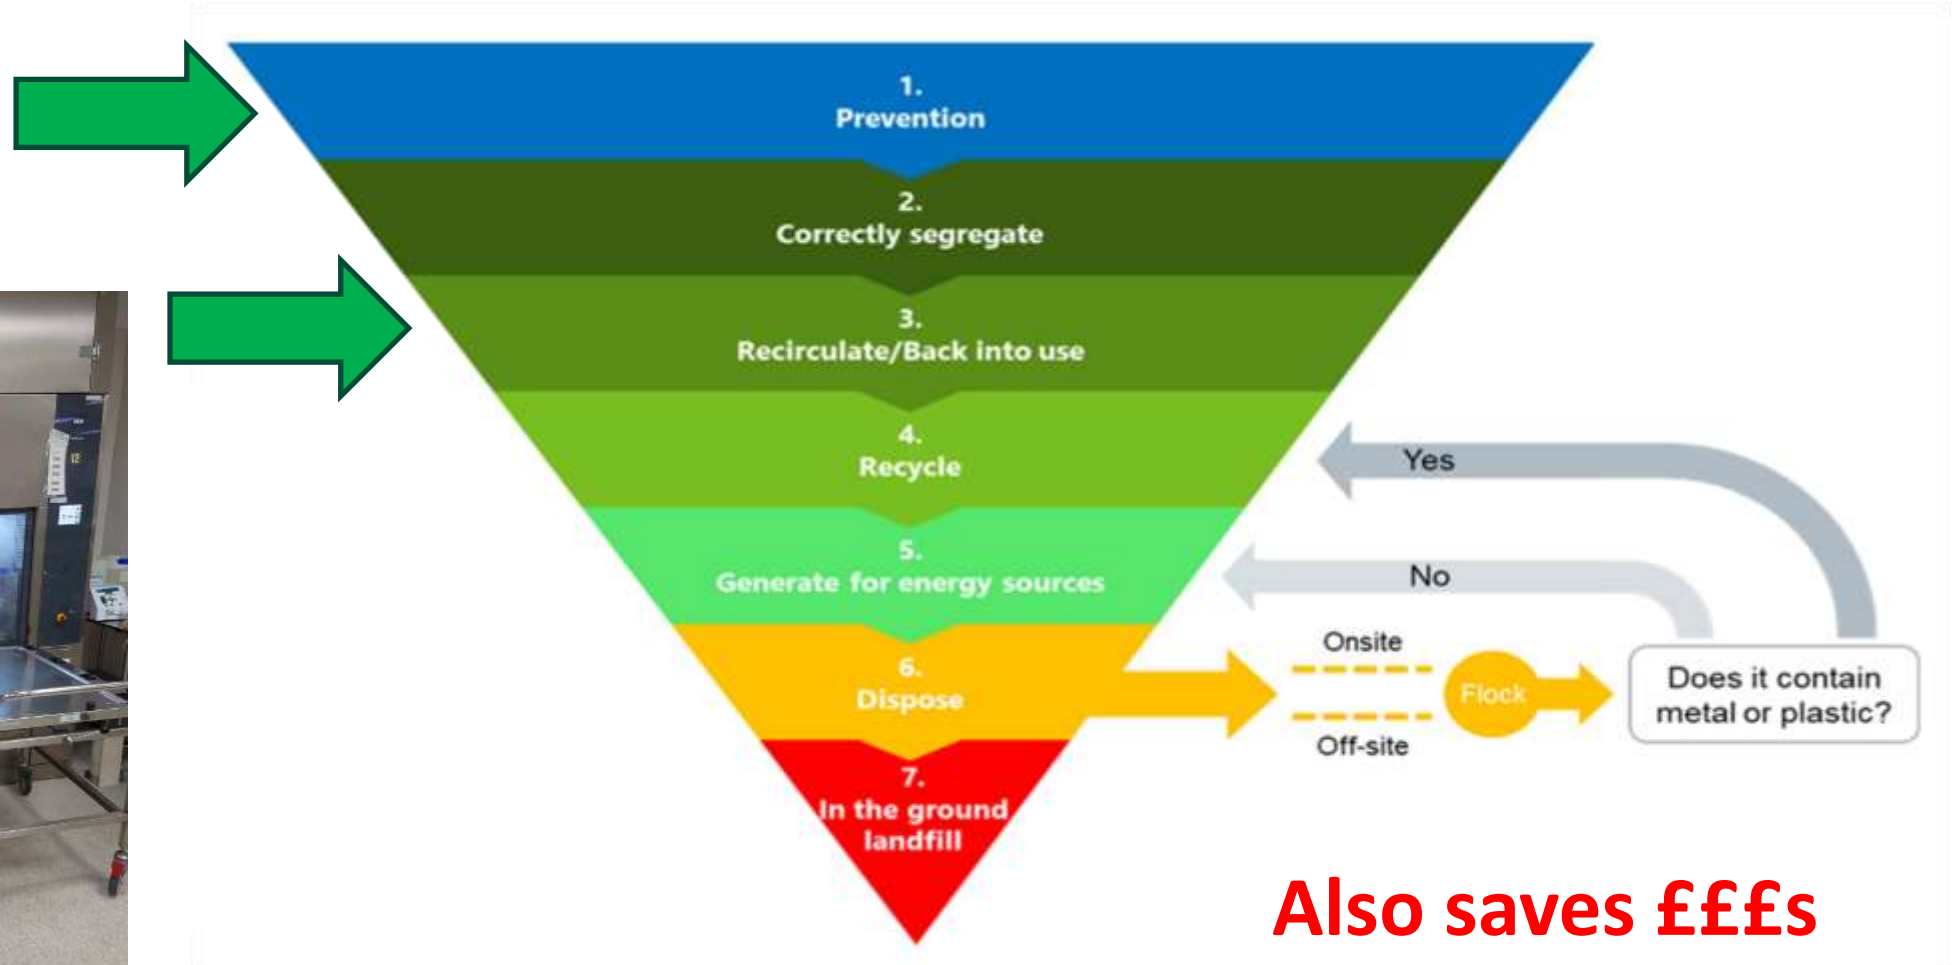 1.
Prevention
2.
Correctly segregate
3.
Recirculate/Back into use
4.
Recycle
5.
Generate for energy sources
6.
Dispose
7.
In the ground
landfill
Yes
No
Onsite
Off-site
Flock
Does it contain
metal or plastic?
Also saves £££s
12